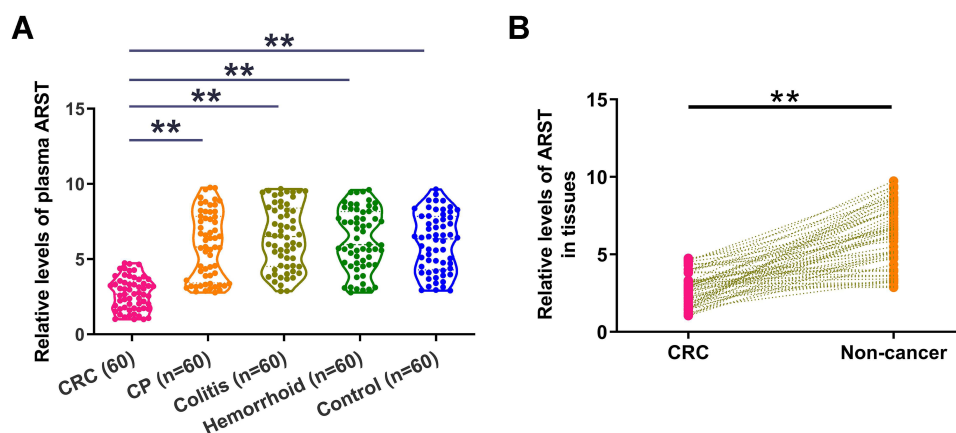 A
B
**
**
**
**
Relative levels of plasma ARST
15
10
5
0
CRC (60)
CP (n=60)
Colitis (n=60)
Hemorrhoid (n=60)
Control (n=60)
**
Relative levels of ARST
in tissues
15
10
5
0
CRC
Non-cancer